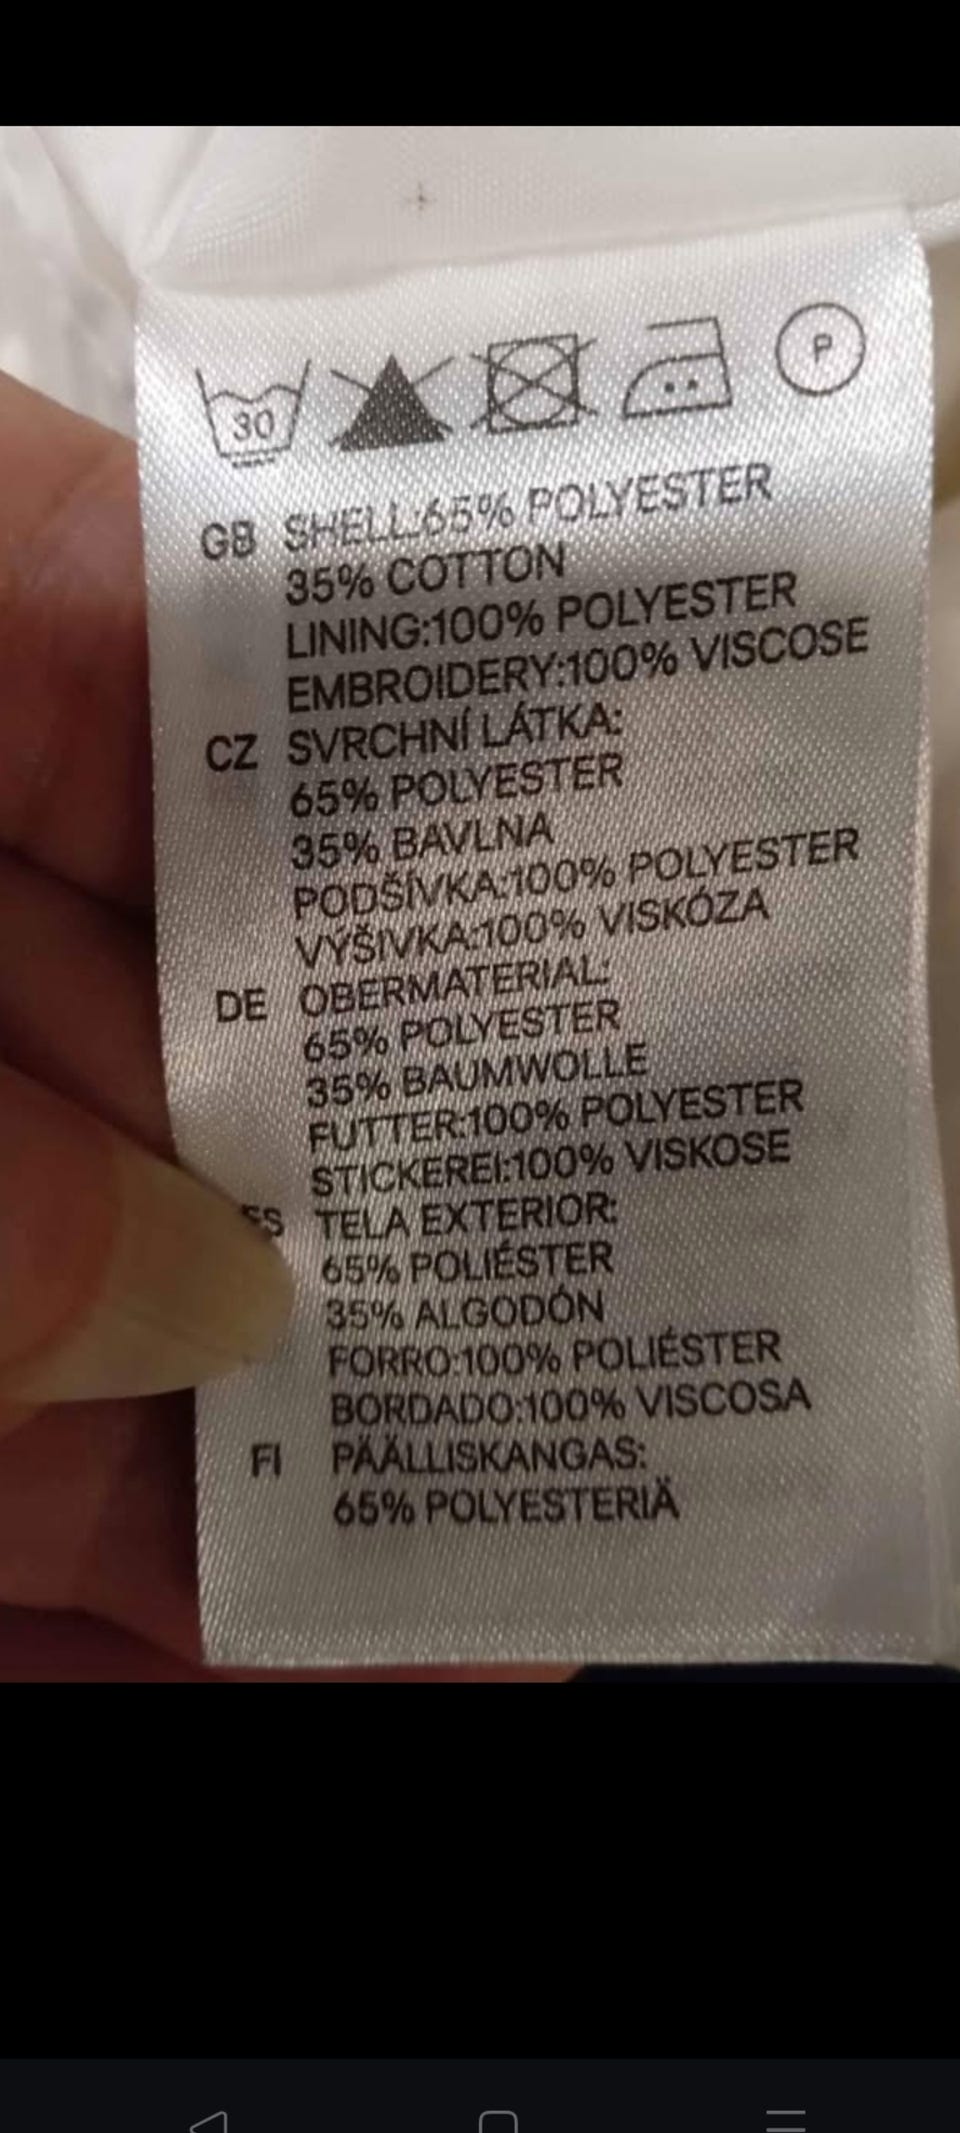 30 P
GB SHELL:65% POLYESTER
35% COTTON
LINING:100% POLYESTER
EMBROIDERY:100% VISCOSE
CZ SVRCHNÍ LÁTKA:
65% POLYESTER
35% BAVLNA
PODŠÍVKA:100% POLYESTER
VÝŠIVKA:100% VISKÓZA
DE OBERMATERIAL:
65% POLYESTER
35% BAUMWOLLE
FUTTER:100% POLYESTER
STICKEREI:100% VISKOSE
ES TELA EXTERIOR:
65% POLIÉSTER
35% ALGODÓN
FORRO:100% POLIÉSTER
BORDADO:100% VISCOSA
FI PÄÄLLISKANGAS:
65% POLYESTERIÄ